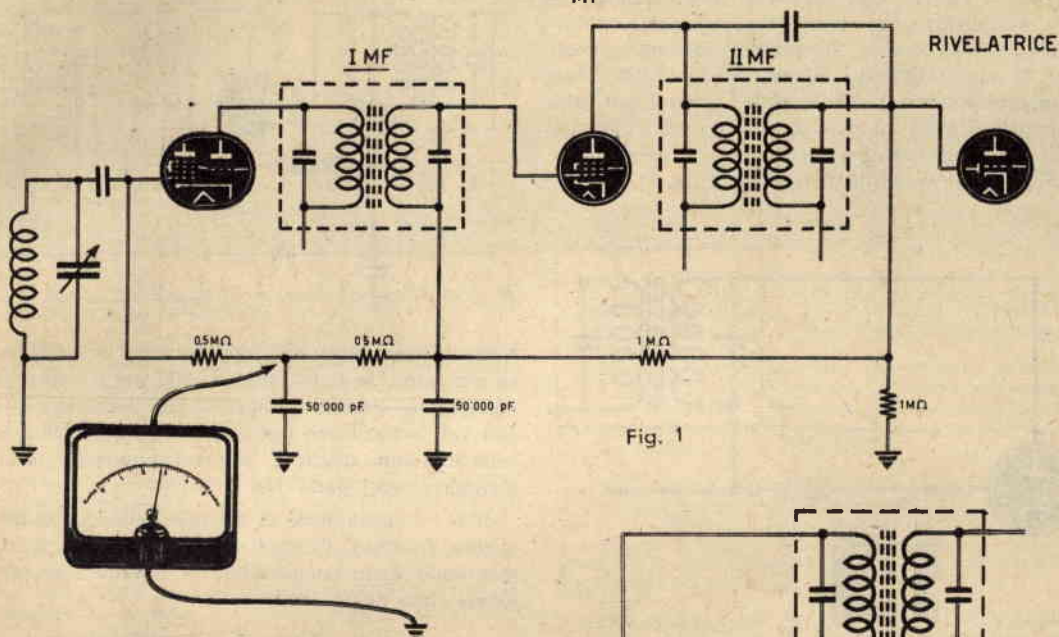 MF
RIVELATRICE
I MF
II MF
0.5MΩ
0.5MΩ
1MΩ
50.000 pF.
50.000 pF.
1MΩ
Fig. 1